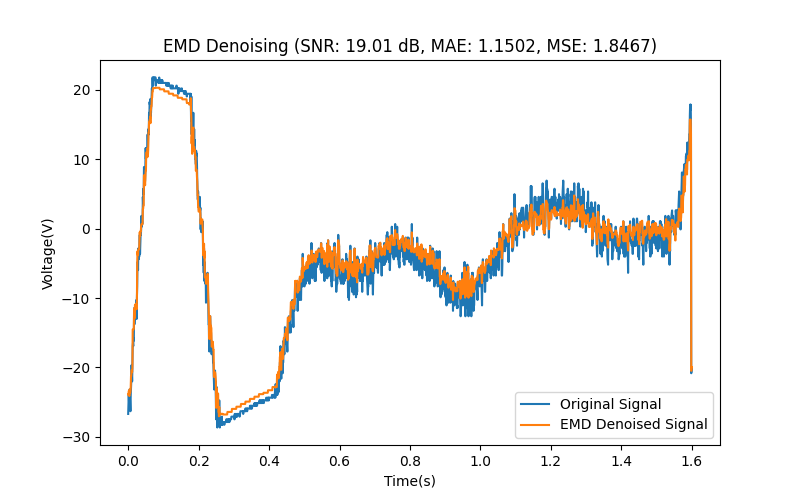 EMD Denoising (SNR: 19.01 dB, MAE: 1.1502, MSE: 1.8467)
Voltage(V)
20
10
0
−10
−20
−30
Original Signal
EMD Denoised Signal
0.0 0.2 0.4 0.6 0.8 1.0 1.2 1.4 1.6
Time(s)